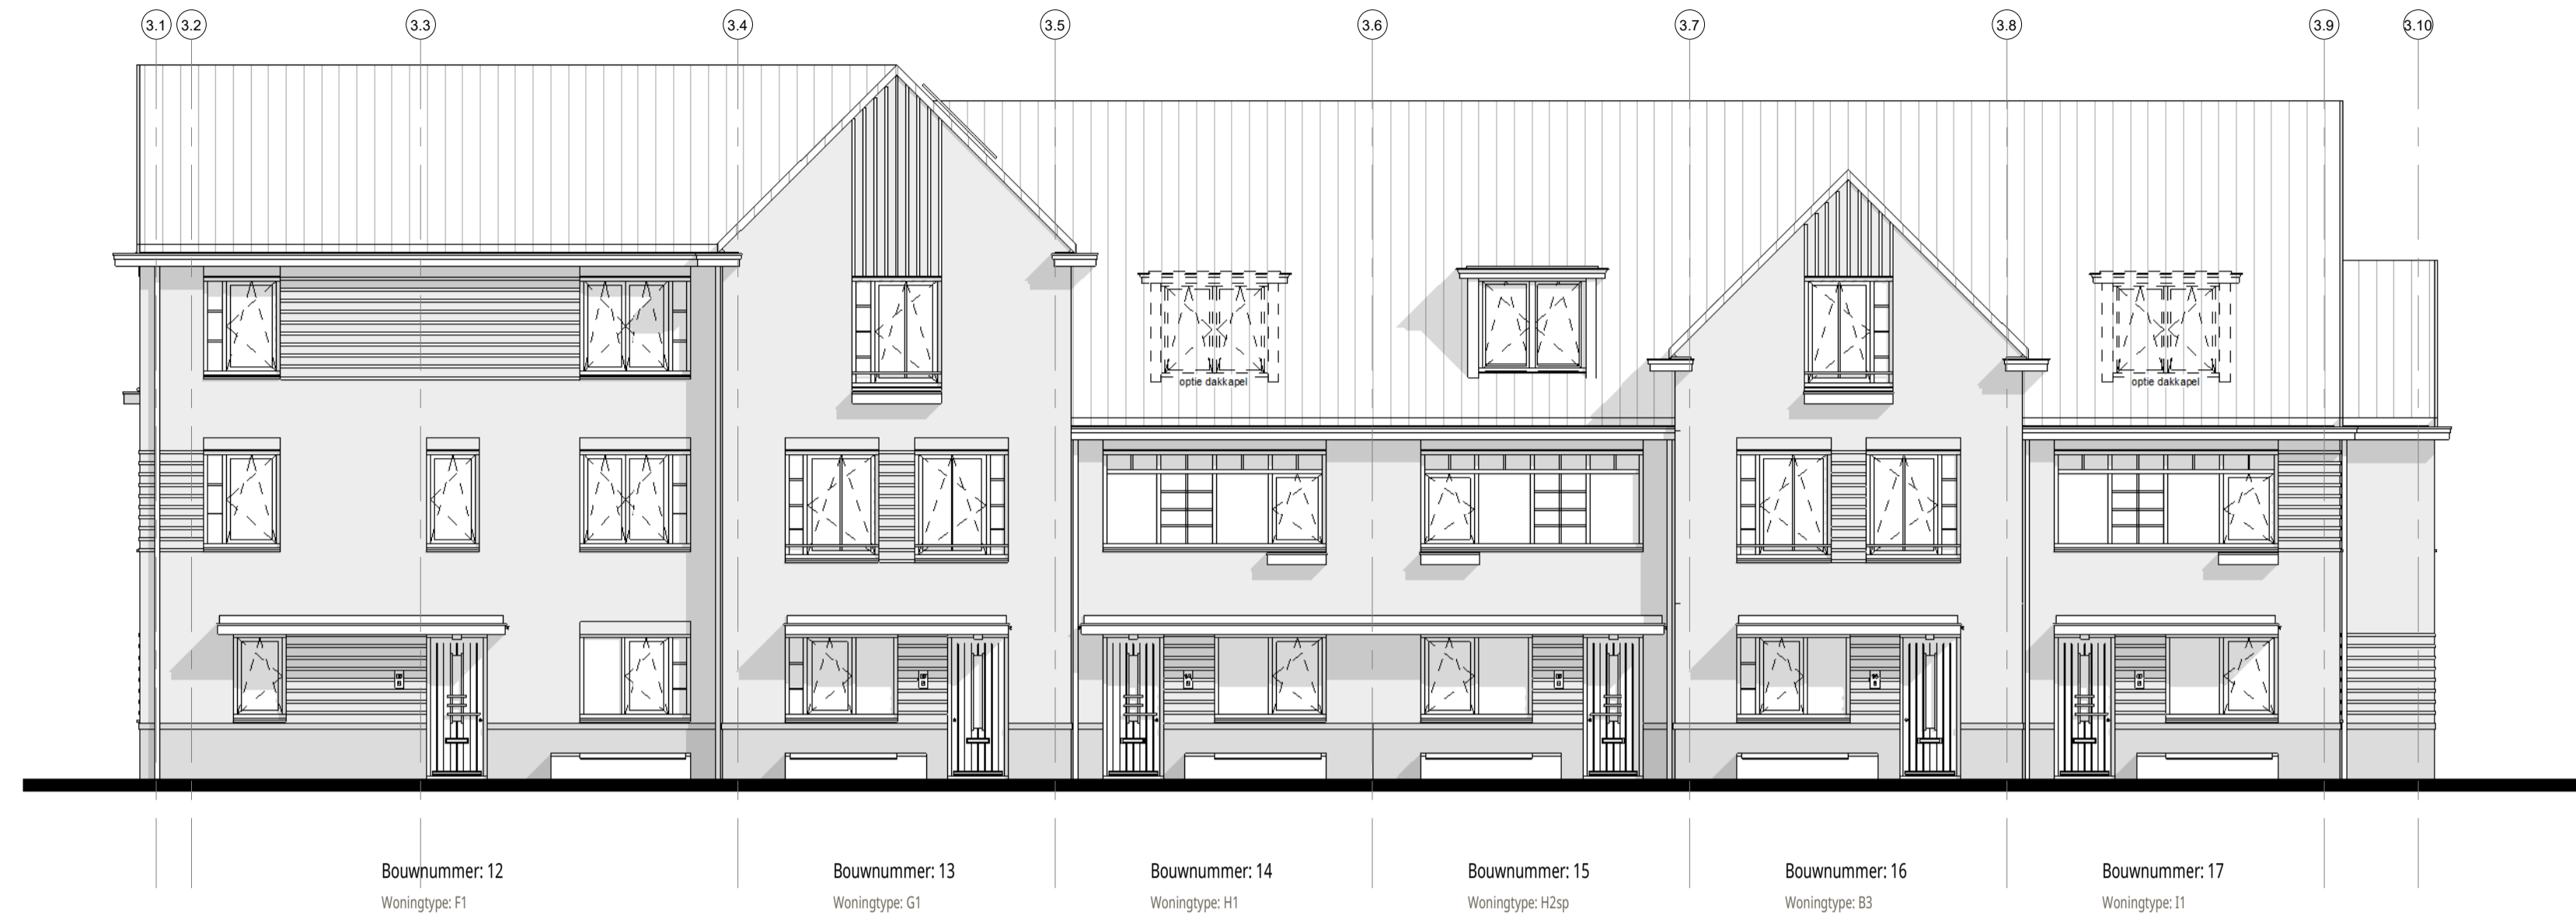 3.1 3.2 3.3 3.4 3.5 3.6 3.7 3.8 3.9 3.10
optie dakkapel optie dakkapel
Bouwnummer: 12 Bouwnummer: 13 Bouwnummer: 14 Bouwnummer: 15 Bouwnummer: 16 Bouwnummer: 17
Woningtype: F1 Woningtype: G1 Woningtype: H1 Woningtype: H2sp Woningtype: B3 Woningtype: I1